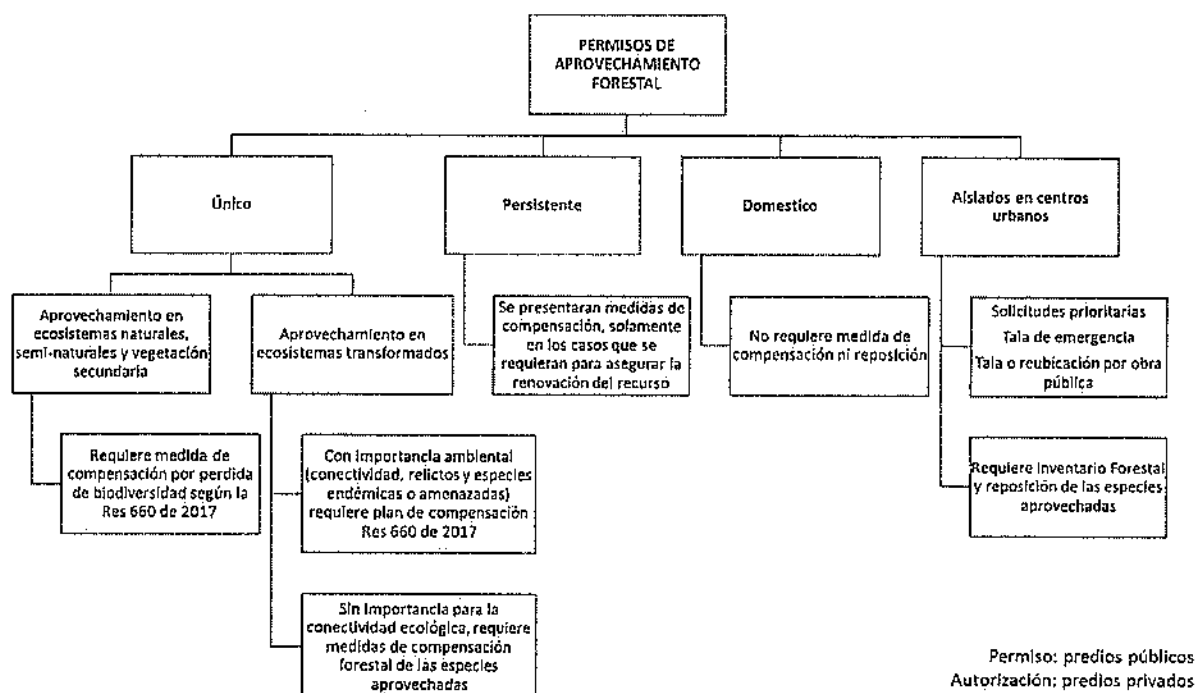 PERMISOS DE
APROVECHAMIENTO
FORESTAL
Único
Persistente
Domestico
Aislados en centros
urbanos
Aprovechamiento en
ecosistemas naturales,
semi-naturales y vegetación
secundaria
Aprovechamiento en
ecosistemas transformados
Se presentaran medidas de
compensación, solamente
en los casos que se
requieran para asegurar la
renovación del recurso
No requiere medida de
compensación ni reposición
Solicitudes prioritarias
Tala de emergencia
Tala o reubicación por obra
pública
Requiere medida de
compensación por perdida
de biodiversidad según la
Res 660 de 2017
Con importancia ambiental
(conectividad, relictos y especies
endémicas o amenazadas)
requiere plan de compensación
Res 660 de 2017
Requiere Inventario Forestal
y reposición de las especies
aprovechadas
Sin importancia para la
conectividad ecológica, requiere
medidas de compensación
forestal de las especies
aprovechadas
Permiso: predios públicos
Autorización: predios privados